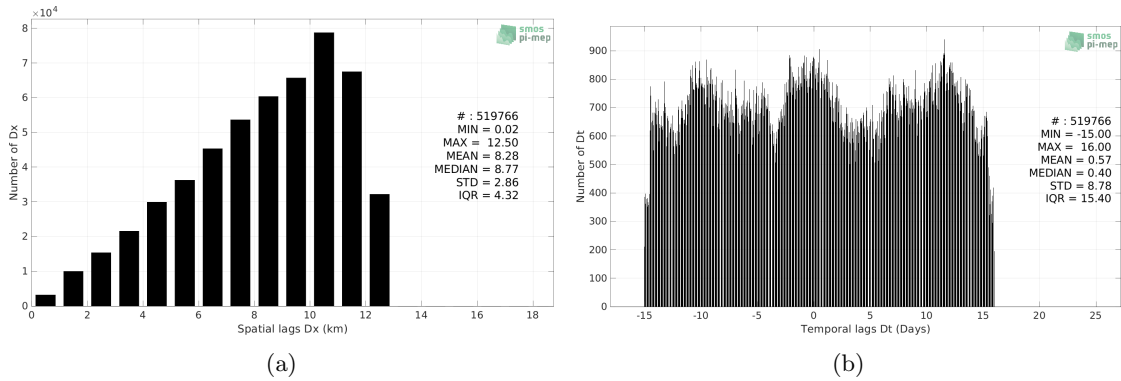 ×10⁴
8
7
6
5
4
3
2
1
0
Number of Dx
0 2 4 6 8 10 12 14 16 18
Spatial lags Dx (km)
smos
pi-mep
# : 519766
MIN = 0.02
MAX = 12.50
MEAN = 8.28
MEDIAN = 8.77
STD = 2.86
IQR = 4.32
(a)
900
800
700
600
500
400
300
200
100
0
Number of Dt
-15 -10 -5 0 5 10 15 20 25
Temporal lags Dt (Days)
smos
pi-mep
# : 519766
MIN = -15.00
MAX = 16.00
MEAN = 0.57
MEDIAN = 0.40
STD = 8.78
IQR = 15.40
(b)